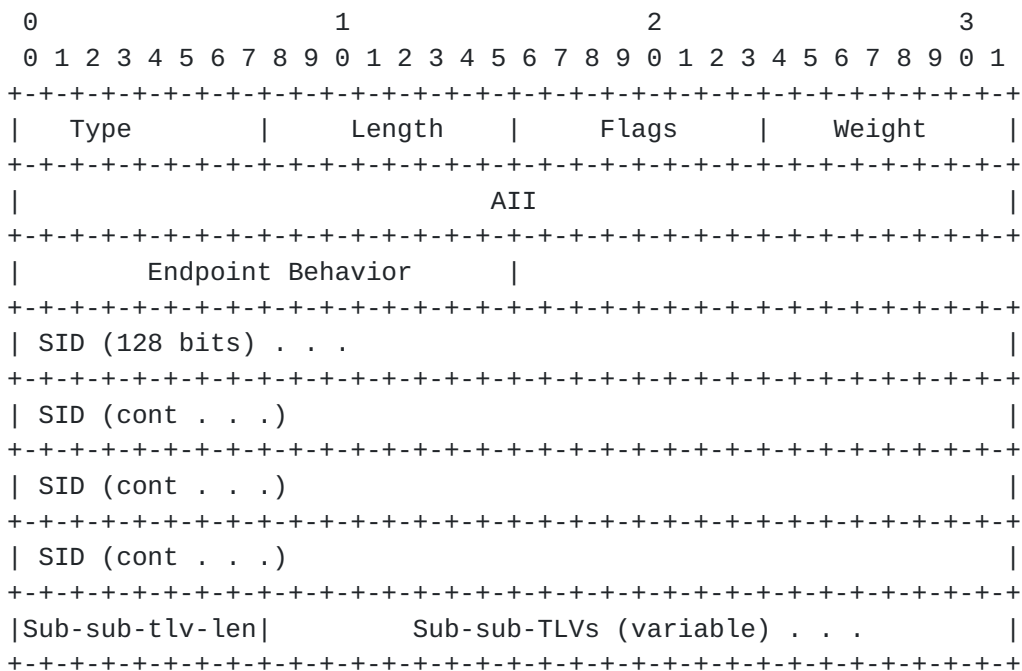 0                   1                   2                   3
 0 1 2 3 4 5 6 7 8 9 0 1 2 3 4 5 6 7 8 9 0 1 2 3 4 5 6 7 8 9 0 1
+-+-+-+-+-+-+-+-+-+-+-+-+-+-+-+-+-+-+-+-+-+-+-+-+-+-+-+-+-+-+-+-+
|   Type        |     Length    |     Flags     |    Weight     |
+-+-+-+-+-+-+-+-+-+-+-+-+-+-+-+-+-+-+-+-+-+-+-+-+-+-+-+-+-+-+-+-+
|                              AII                              |
+-+-+-+-+-+-+-+-+-+-+-+-+-+-+-+-+-+-+-+-+-+-+-+-+-+-+-+-+-+-+-+-+
|        Endpoint Behavior      |
+-+-+-+-+-+-+-+-+-+-+-+-+-+-+-+-+-+-+-+-+-+-+-+-+-+-+-+-+-+-+-+-+
| SID (128 bits) . . .                                          |
+-+-+-+-+-+-+-+-+-+-+-+-+-+-+-+-+-+-+-+-+-+-+-+-+-+-+-+-+-+-+-+-+
| SID (cont . . .)                                              |
+-+-+-+-+-+-+-+-+-+-+-+-+-+-+-+-+-+-+-+-+-+-+-+-+-+-+-+-+-+-+-+-+
| SID (cont . . .)                                              |
+-+-+-+-+-+-+-+-+-+-+-+-+-+-+-+-+-+-+-+-+-+-+-+-+-+-+-+-+-+-+-+-+
| SID (cont . . .)                                              |
+-+-+-+-+-+-+-+-+-+-+-+-+-+-+-+-+-+-+-+-+-+-+-+-+-+-+-+-+-+-+-+-+
|Sub-sub-tlv-len|         Sub-sub-TLVs (variable) . . .         |
+-+-+-+-+-+-+-+-+-+-+-+-+-+-+-+-+-+-+-+-+-+-+-+-+-+-+-+-+-+-+-+-+